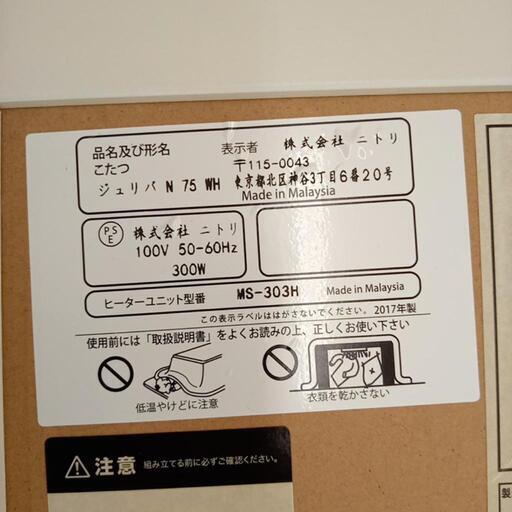 品名及び形名
こたつ
ジェリバ N 75 WH
表示者 株式会社 ニトリ
〒115-0043
東京都北区神谷3丁目6番20号
Made in Malaysia
PSE 株式会社 ニトリ
100V 50-60Hz
300W
ヒーターユニット型番 MS-303H Made in Malaysia
この表示ラベルははがさないでください。 2017年製
使用前には「取扱説明書」をよくお読みの上、正しくお使い下さい
低温やけどに注意
衣類を乾かさない
注意 組み立てる前に必ずご確認ください。
製